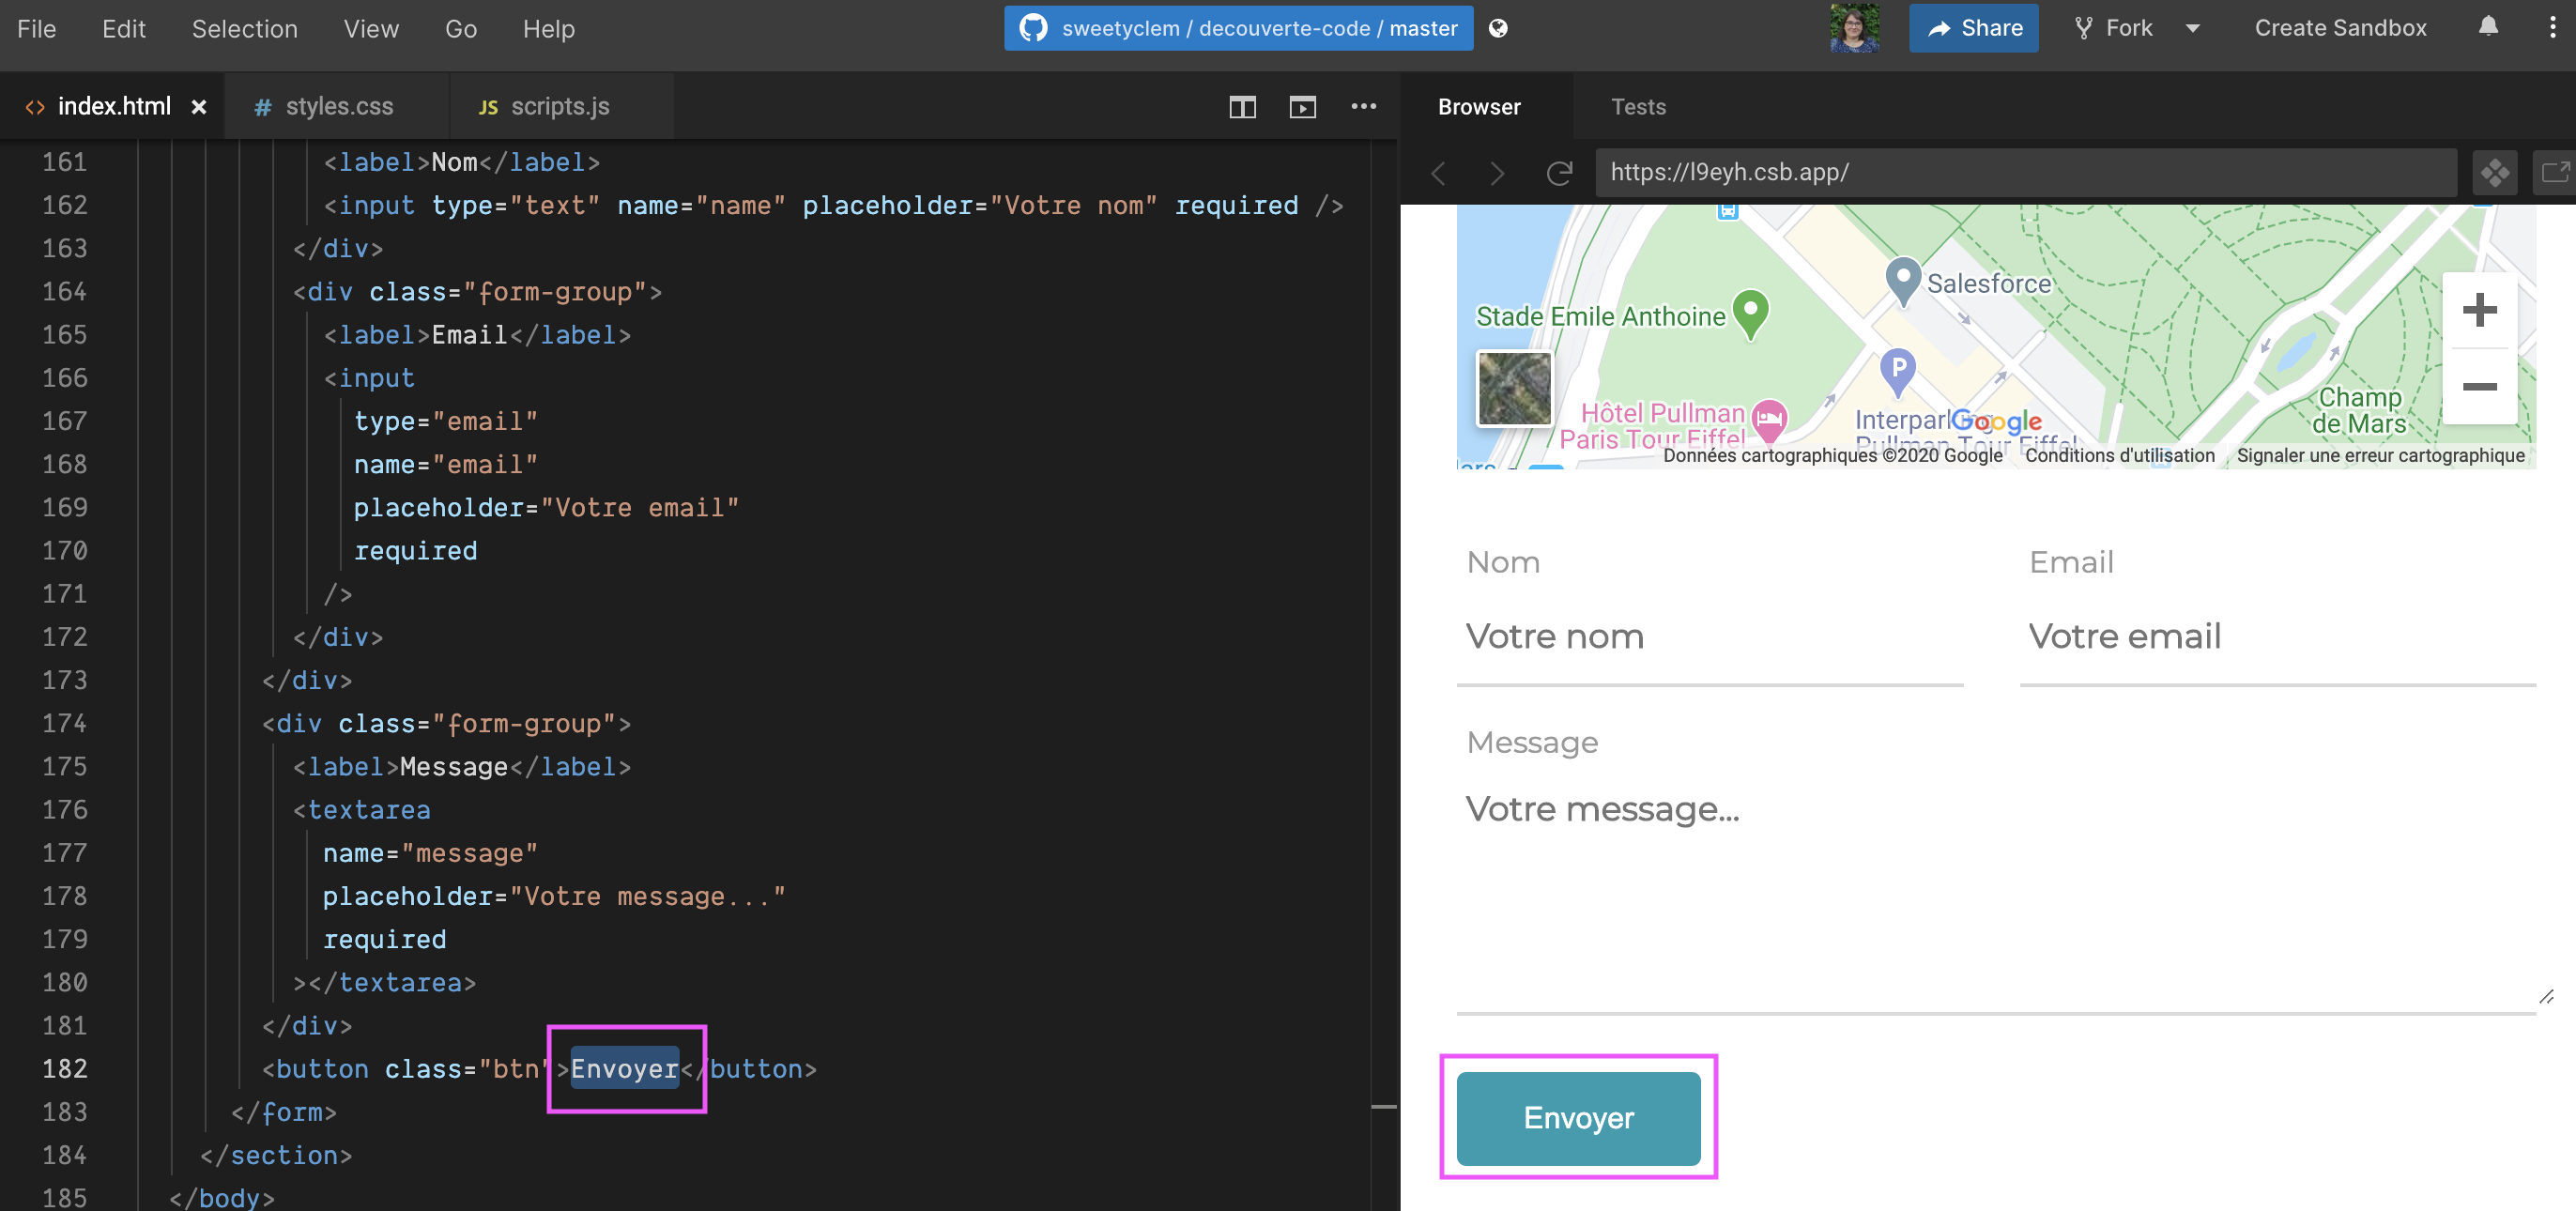 File Edit Selection View Go Help
sweetyclem / decouverte-code / master
Share Fork Create Sandbox
<> index.html × # styles.css JS scripts.js
161 <label>Nom</label>
162 <input type="text" name="name" placeholder="Votre nom" required />
163 </div>
164 <div class="form-group">
165 <label>Email</label>
166 <input
167 type="email"
168 name="email"
169 placeholder="Votre email"
170 required
171 />
172 </div>
173 </div>
174 <div class="form-group">
175 <label>Message</label>
176 <textarea
177 name="message"
178 placeholder="Votre message..."
179 required
180 ></textarea>
181 </div>
182 <button class="btn">Envoyer</button>
183 </form>
184 </section>
185 </body>
Browser Tests
https://l9eyh.csb.app/
Salesforce
Stade Emile Anthoine
P
Hôtel Pullman
Paris Tour Eiffel
Google
Pullman Tour Eiffel
Champ
de Mars
Données cartographiques ©2020 Google Conditions d'utilisation Signaler une erreur cartographique
Nom Email
Votre nom Votre email
Message
Votre message...
Envoyer